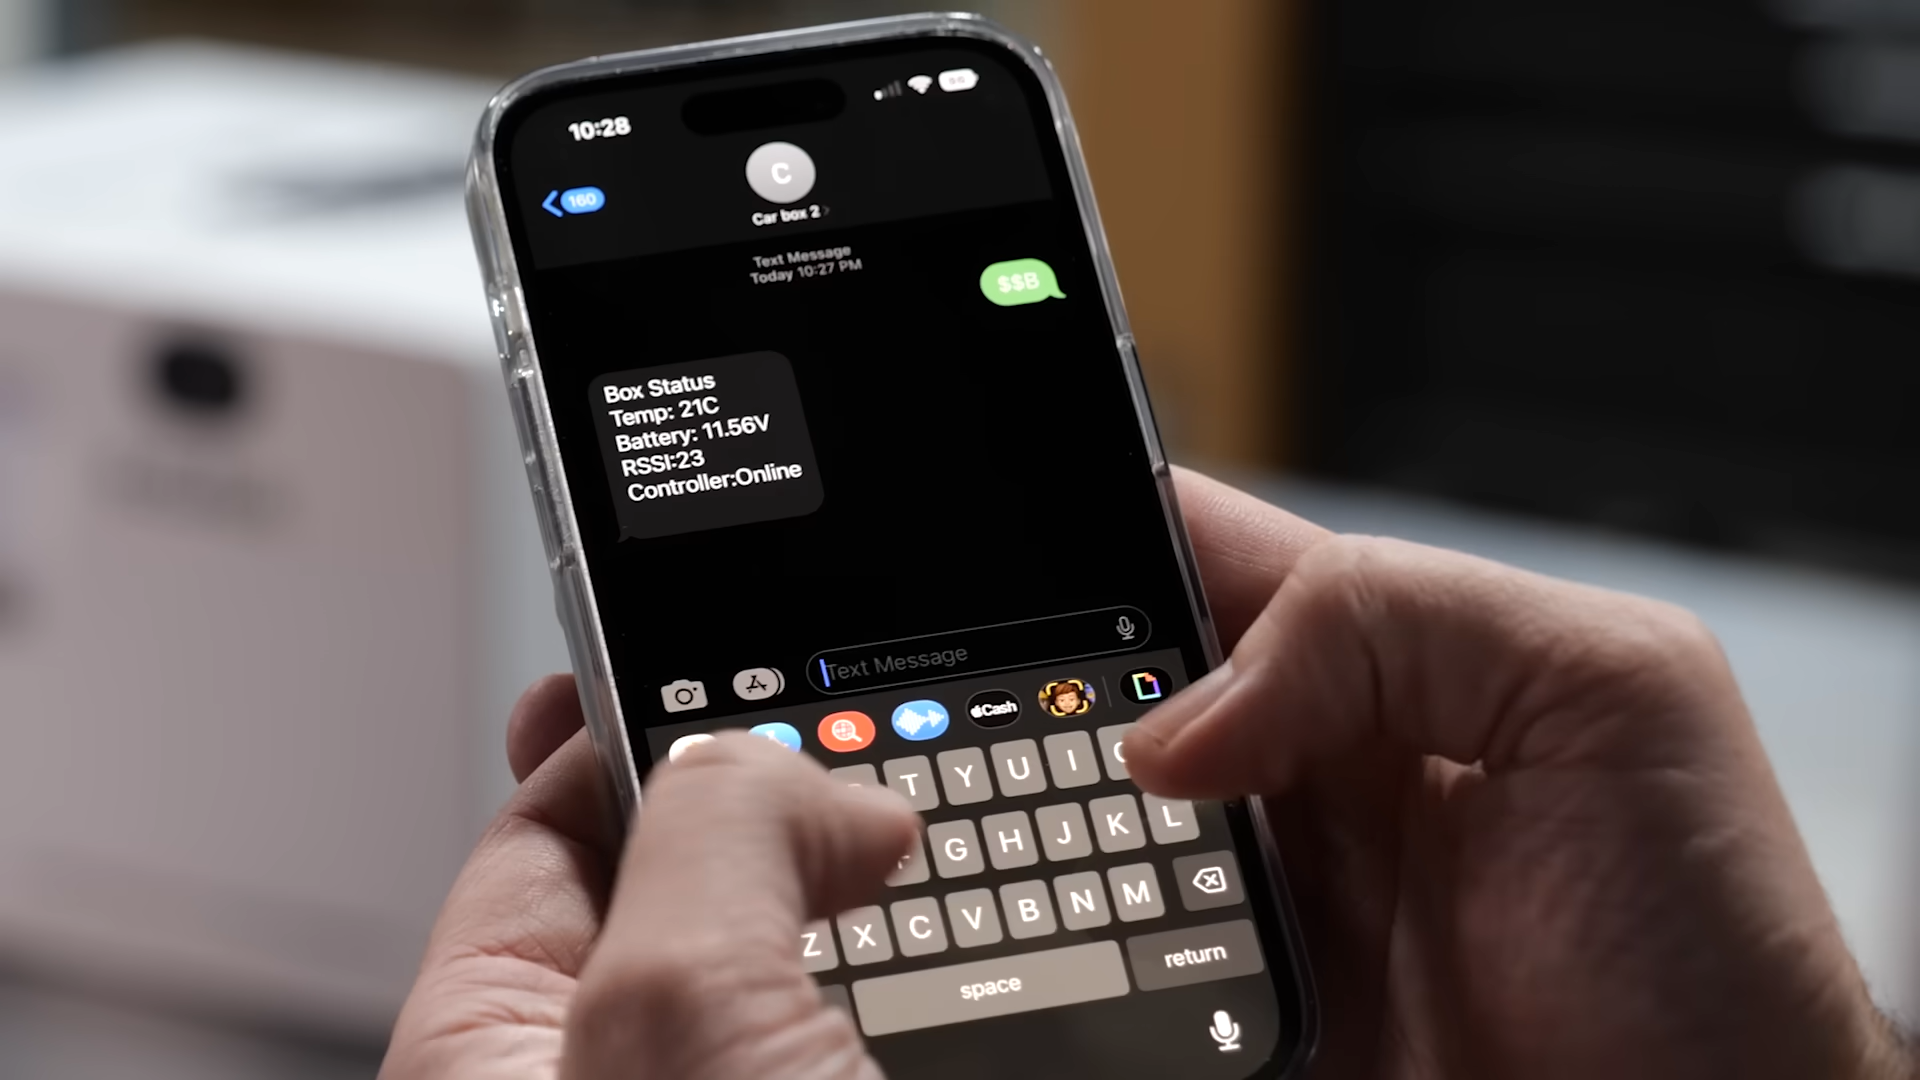 10:28
160
C
Car box 2
Text Message
Today 10:27 PM
$$B
Box Status
Temp: 21C
Battery: 11.56V
RSSI:23
Controller:Online
Text Message
Cash
T Y U I
G H J K L
Z X C V B N M
space
return